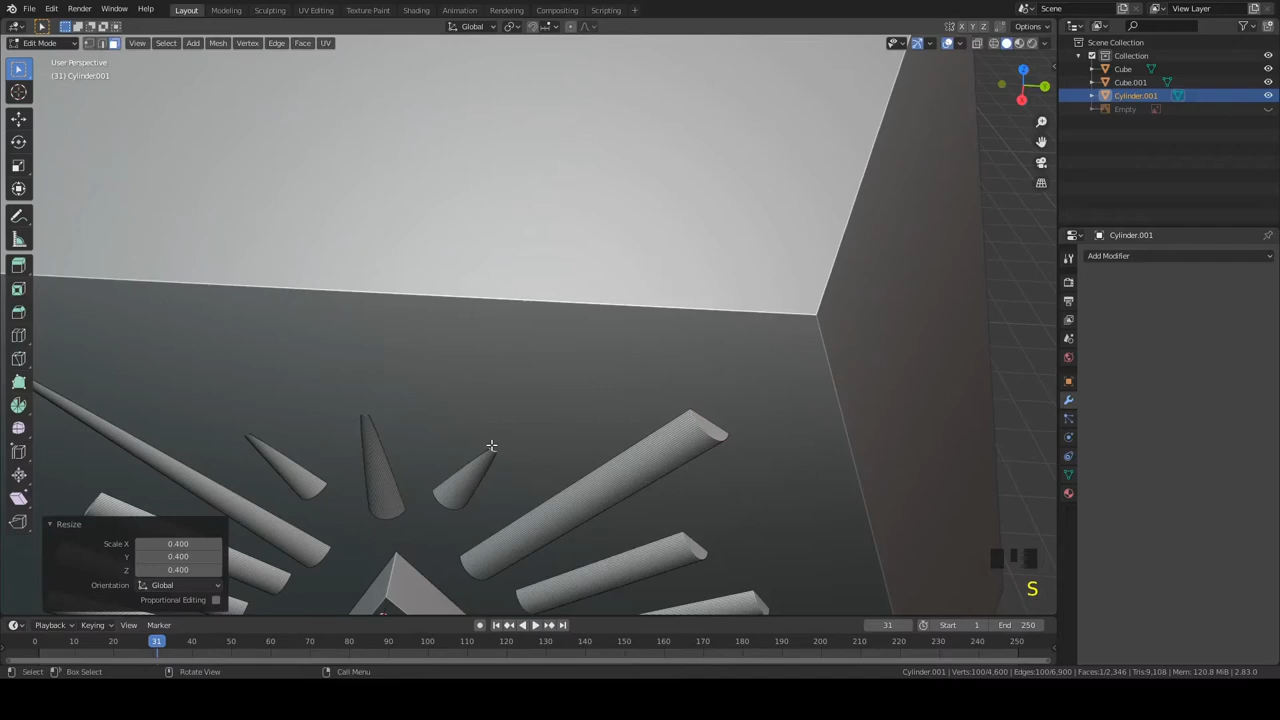 File Edit Render Window Help Layout Modeling Sculpting UV Editing Texture Paint Shading Animation Rendering Compositing Scripting + Scene View Layer
Global Options
Edit Mode View Select Add Mesh Vertex Edge Face UV Scene Collection
User Perspective Collection
(31) Cylinder.001 Cube
Cube.001
Cylinder.001
Empty
Z
Y
X
Cylinder.001
Add Modifier
Resize
Scale X 0.400
Y 0.400
Z 0.400
Orientation Global
Proportional Editing
S
Playback Keying View Marker 31 Start 1 End 250
0 10 20 31 40 50 60 70 80 90 100 110 120 130 140 150 160 170 180 190 200 210 220 230 240 250
Select Box Select Rotate View Call Menu Cylinder.001 | Verts:100/4,600 | Edges:100/6,900 | Faces:1/2,346 | Tris:9,108 | Mem: 120.8 MiB | 2.83.0